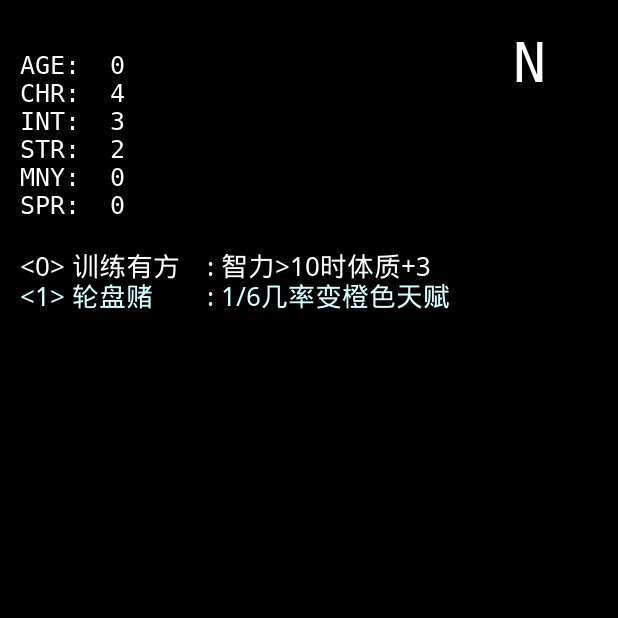 N
AGE: 0
CHR: 4
INT: 3
STR: 2
MNY: 0
SPR: 0
<0> 训练有方 : 智力>10时体质+3
<1> 轮盘赌 : 1/6几率变橙色天赋